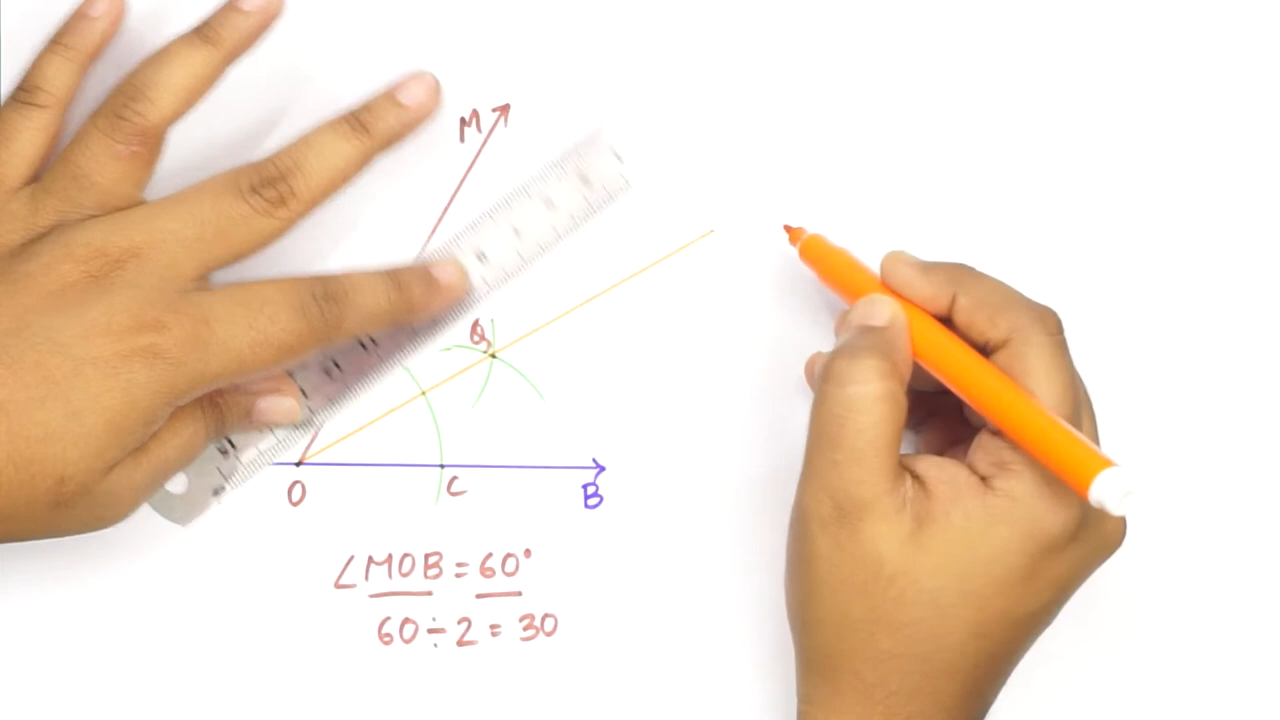 M
Q
O
C
B
∠MOB = 60°
60 ÷ 2 = 30